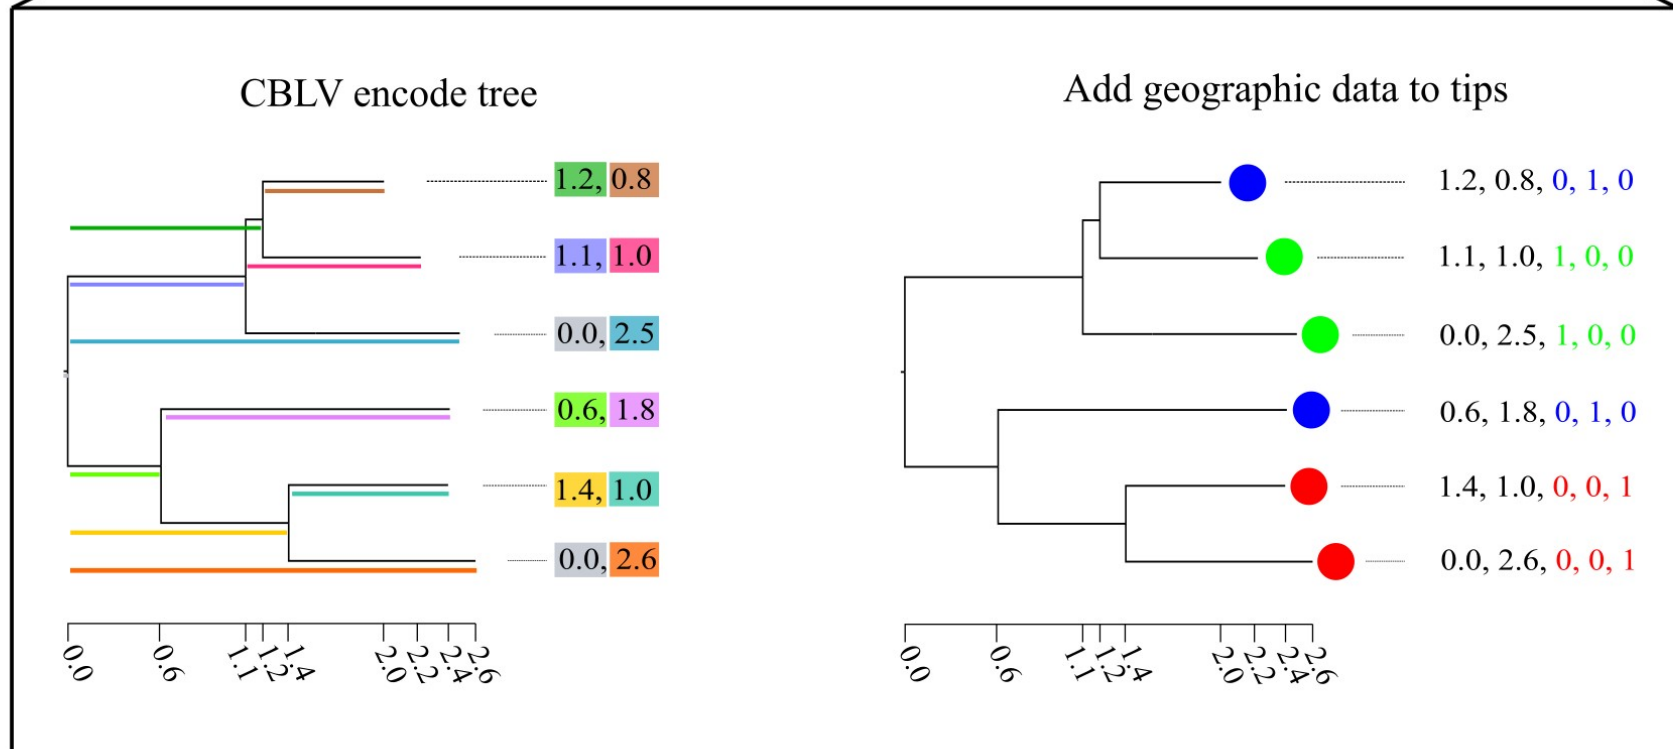 CBLV encode tree
1.2, 0.8
1.1, 1.0
0.0, 2.5
0.6, 1.8
1.4, 1.0
0.0, 2.6
0.0 0.6 1.1 1.2 1.4 2.0 2.2 2.4 2.6
Add geographic data to tips
1.2, 0.8, 0, 1, 0
1.1, 1.0, 1, 0, 0
0.0, 2.5, 1, 0, 0
0.6, 1.8, 0, 1, 0
1.4, 1.0, 0, 0, 1
0.0, 2.6, 0, 0, 1
0.0 0.6 1.1 1.2 1.4 2.0 2.2 2.4 2.6